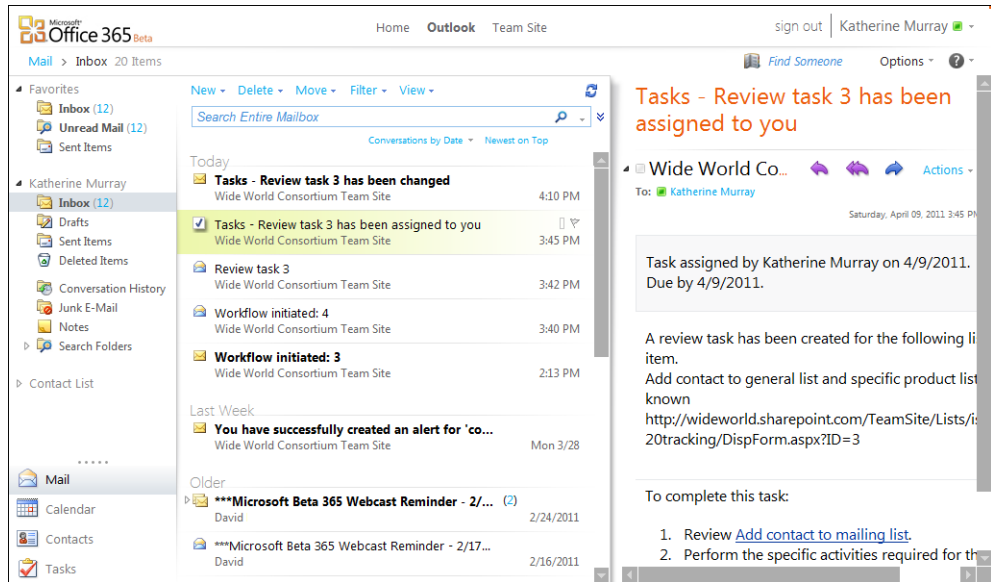 Microsoft®
Office 365 Beta
Home Outlook Team Site
sign out Katherine Murray
Mail > Inbox 20 Items
Find Someone Options
Favorites
Inbox (12)
Unread Mail (12)
Sent Items
Katherine Murray
Inbox (12)
Drafts
Sent Items
Deleted Items
Conversation History
Junk E-Mail
Notes
Search Folders
Contact List
Mail
Calendar
Contacts
Tasks
New Delete Move Filter View
Search Entire Mailbox
Conversations by Date Newest on Top
Today
Tasks - Review task 3 has been changed
Wide World Consortium Team Site 4:10 PM
Tasks - Review task 3 has been assigned to you
Wide World Consortium Team Site 3:45 PM
Review task 3
Wide World Consortium Team Site 3:42 PM
Workflow initiated: 4
Wide World Consortium Team Site 3:40 PM
Workflow initiated: 3
Wide World Consortium Team Site 2:13 PM
Last Week
You have successfully created an alert for 'co...
Wide World Consortium Team Site Mon 3/28
Older
***Microsoft Beta 365 Webcast Reminder - 2/... (2)
David 2/24/2011
***Microsoft Beta 365 Webcast Reminder - 2/17...
David 2/16/2011
Tasks - Review task 3 has been
assigned to you
Wide World Co... Actions
To: Katherine Murray
Saturday, April 09, 2011 3:45 PM
Task assigned by Katherine Murray on 4/9/2011.
Due by 4/9/2011.
A review task has been created for the following li
item.
Add contact to general list and specific product list
known
http://wideworld.sharepoint.com/TeamSite/Lists/is
20tracking/DispForm.aspx?ID=3
To complete this task:
1. Review Add contact to mailing list.
2. Perform the specific activities required for th